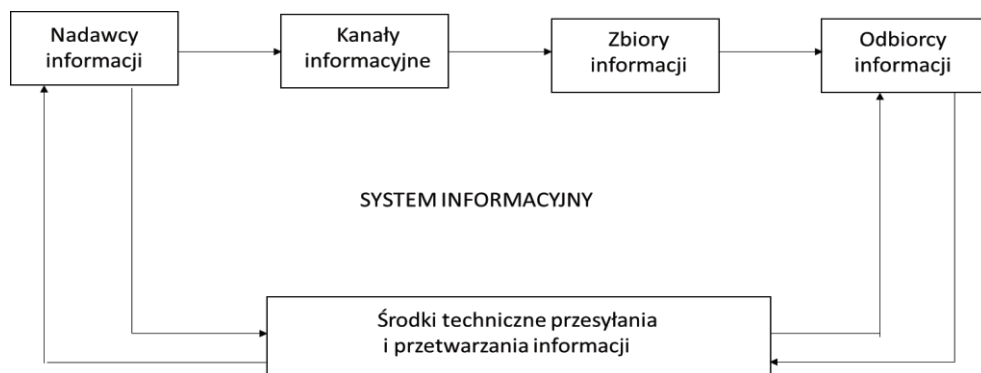 Nadawcy
informacji
Kanały
informacyjne
Zbiory
informacji
Odbiorcy
informacji
SYSTEM INFORMACYJNY
Środki techniczne przesyłania
i przetwarzania informacji